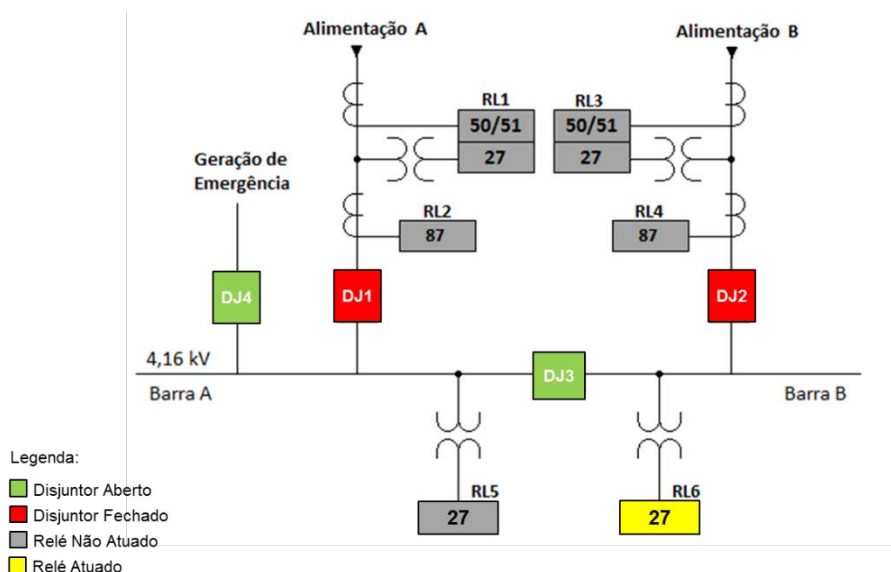 Alimentação A
Alimentação B
RL1
RL3
50/51
50/51
27
27
Geração de
Emergência
RL2
RL4
87
87
DJ4
DJ1
DJ2
4,16 kV
DJ3
Barra A
Barra B
Legenda:
Disjuntor Aberto
Disjuntor Fechado
Relé Não Atuado
Relé Atuado
RL5
RL6
27
27